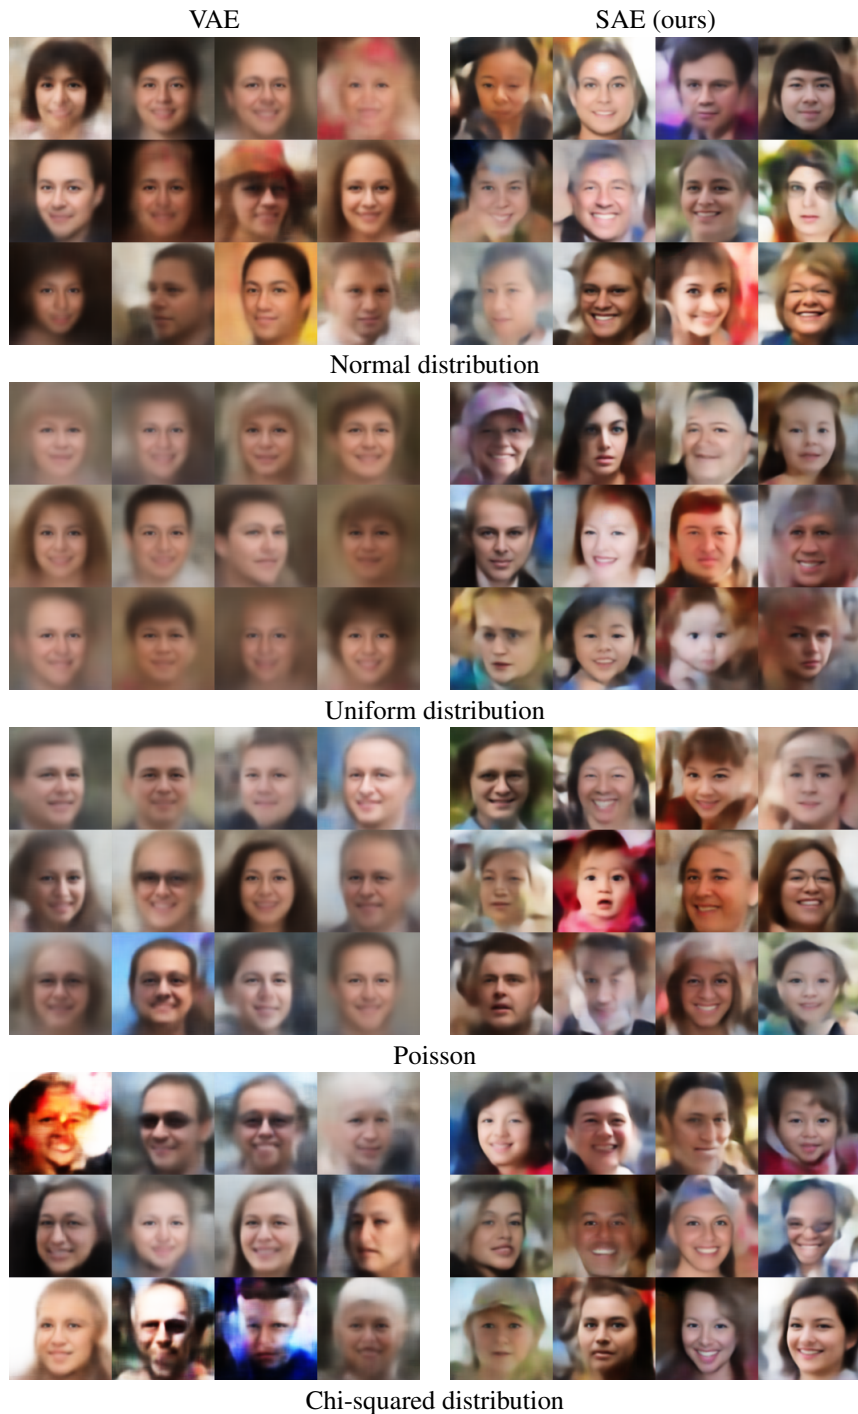 VAE
SAE (ours)
Normal distribution
Uniform distribution
Poisson
Chi-squared distribution